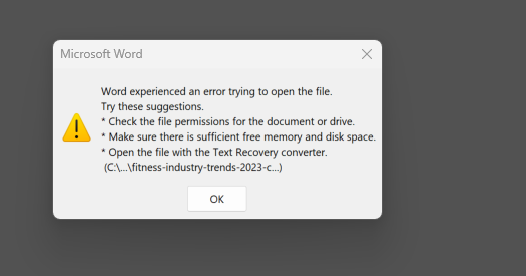 Microsoft Word
Word experienced an error trying to open the file.
Try these suggestions.
* Check the file permissions for the document or drive.
* Make sure there is sufficient free memory and disk space.
* Open the file with the Text Recovery converter.
(C:\...\fitness-industry-trends-2023-c...)
OK